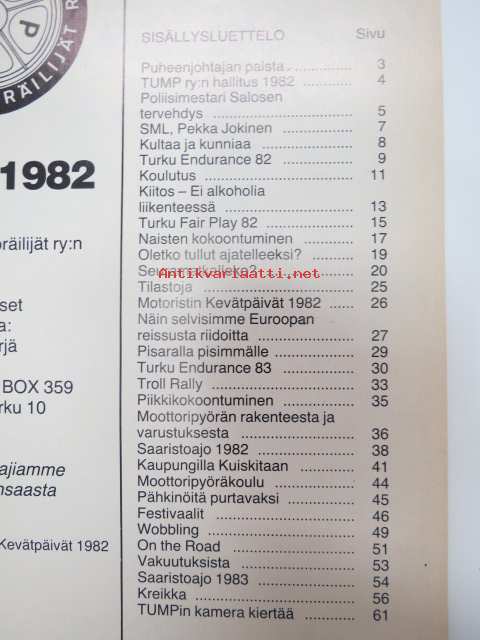 P
RÄILIJÄT R
1982
oräilijät ry:n
set
a:
rjä
BOX 359
rku 10
ajiamme
nsaasta
Kevätpäivät 1982
SISÄLLYSLUETTELO Sivu
Puheenjohtajan palsta .............. 3
TUMP ry:n hallitus 1982 .............. 4
Poliisimestari Salosen
tervehdys .............. 5
SML, Pekka Jokinen .............. 7
Kultaa ja kunniaa .............. 8
Turku Endurance 82 .............. 9
Koulutus .............. 11
Kiitos – Ei alkoholia
liikenteessä .............. 13
Turku Fair Play 82 .............. 15
Naisten kokoontuminen .............. 17
Oletko tullut ajatelleeksi? .............. 19
.............. 20
Antikvariaatti.net
Tilastoja .............. 25
Motoristin Kevätpäivät 1982 .............. 26
Näin selvisimme Euroopan
reissusta riidoitta .............. 27
Pisaralla pisimmälle .............. 29
Turku Endurance 83 .............. 30
Troll Rally .............. 33
Piikkikokoontuminen .............. 35
Moottoripyörän rakenteesta ja
varustuksesta .............. 36
Saaristoajo 1982 .............. 38
Kaupungilla Kuiskitaan .............. 41
Moottoripyöräkoulu .............. 44
Pähkinöitä purtavaksi .............. 45
Festivaalit .............. 46
Wobbling .............. 49
On the Road .............. 51
Vakuutuksista .............. 53
Saaristoajo 1983 .............. 54
Kreikka .............. 56
TUMPin kamera kiertää .............. 61